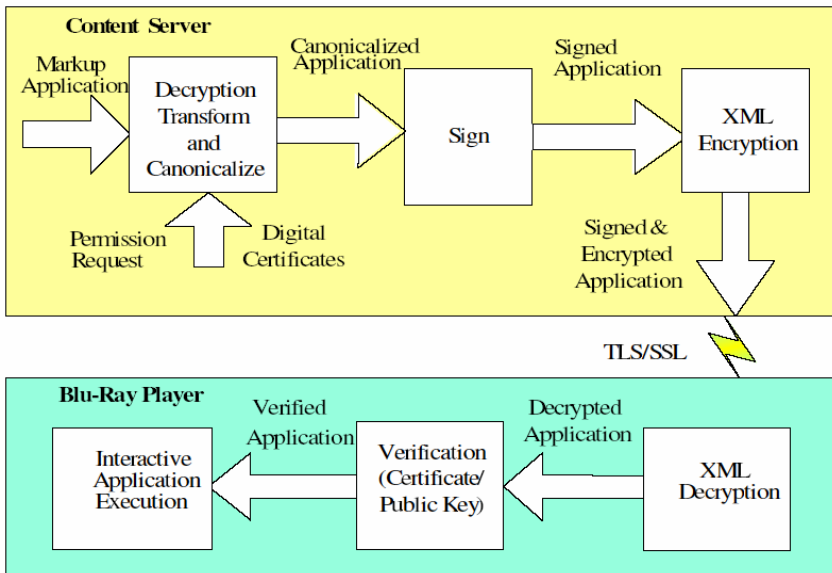 Content Server
Markup
Application
Decryption
Transform
and
Canonicalize
Canonicalized
Application
Sign
Signed
Application
XML
Encryption
Permission
Request
Digital
Certificates
Signed &
Encrypted
Application
TLS/SSL
Blu-Ray Player
Interactive
Application
Execution
Verified
Application
Verification
(Certificate/
Public Key)
Decrypted
Application
XML
Decryption